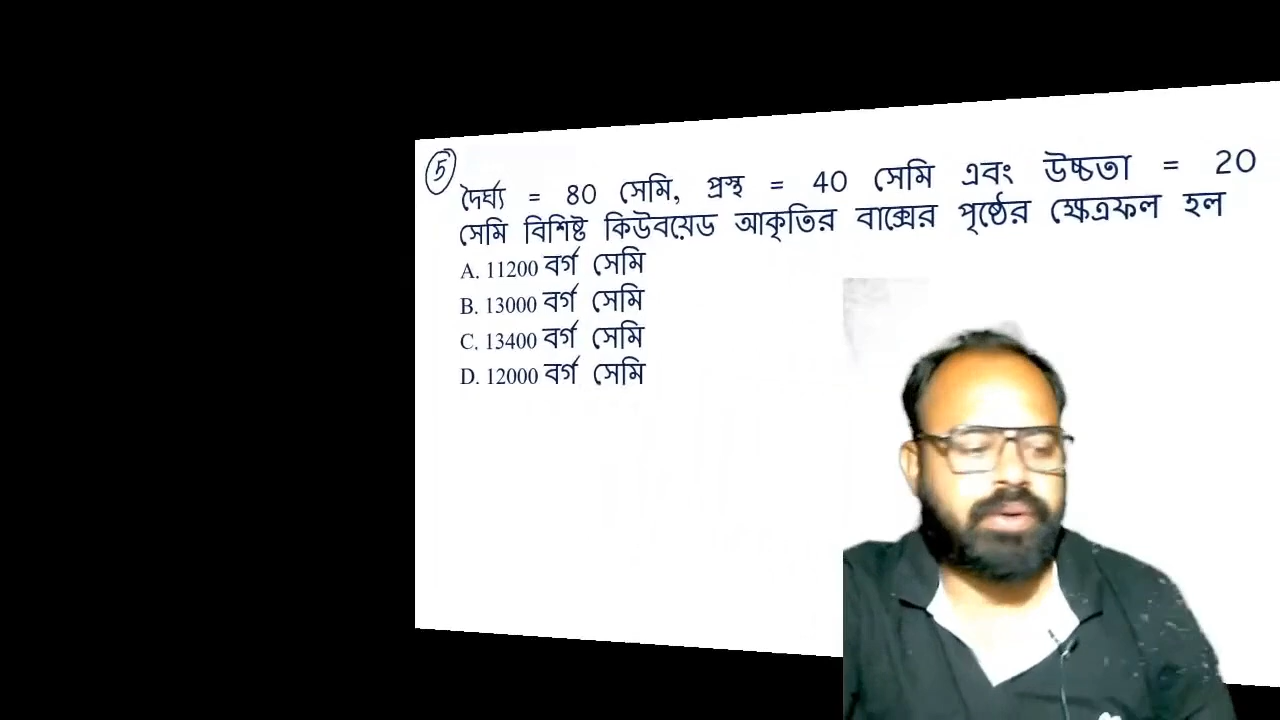 5
দৈর্ঘ্য = 80 সেমি, প্রস্থ = 40 সেমি এবং উচ্চতা = 20
সেমি বিশিষ্ট কিউবয়েড আকৃতির বাক্সের পৃষ্ঠের ক্ষেত্রফল হল
A. 11200 বর্গ সেমি
B. 13000 বর্গ সেমি
C. 13400 বর্গ সেমি
D. 12000 বর্গ সেমি